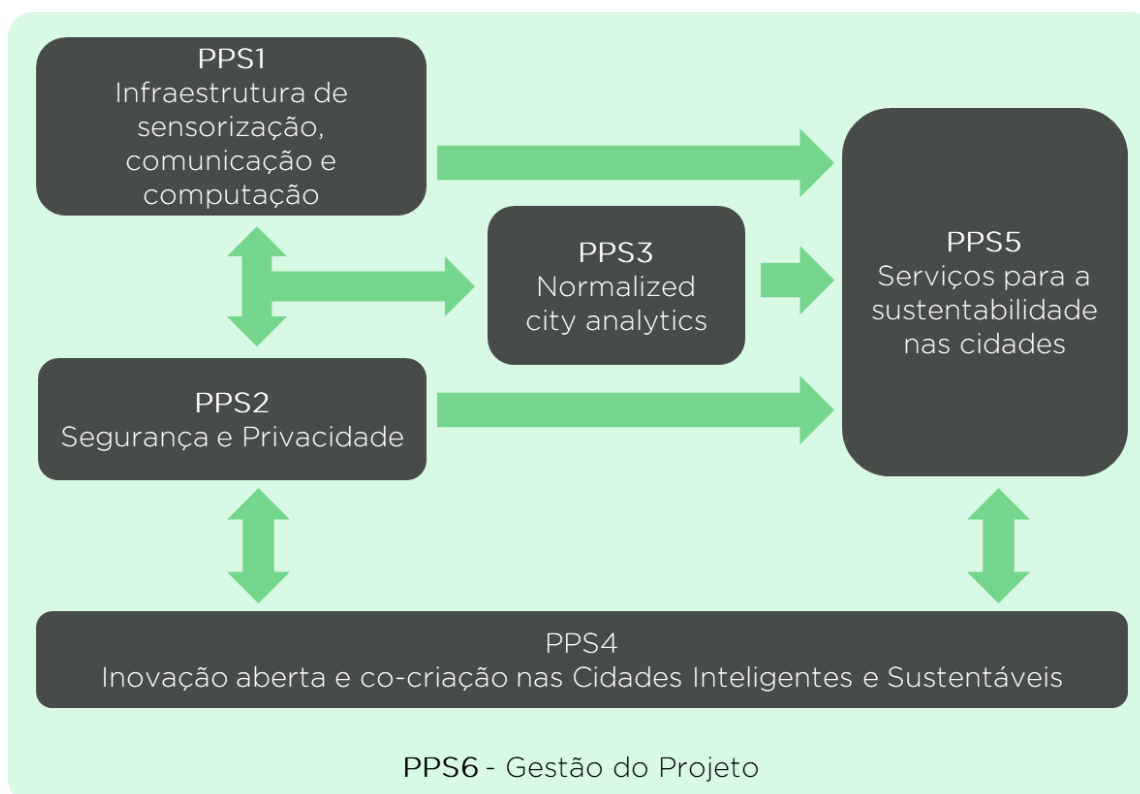 PPS1
Infraestrutura de
sensorização,
comunicação e
computação
PPS3
Normalized
city analytics
PPS5
Serviços para a
sustentabilidade
nas cidades
PPS2
Segurança e Privacidade
PPS4
Inovação aberta e co-criação nas Cidades Inteligentes e Sustentáveis
PPS6 - Gestão do Projeto